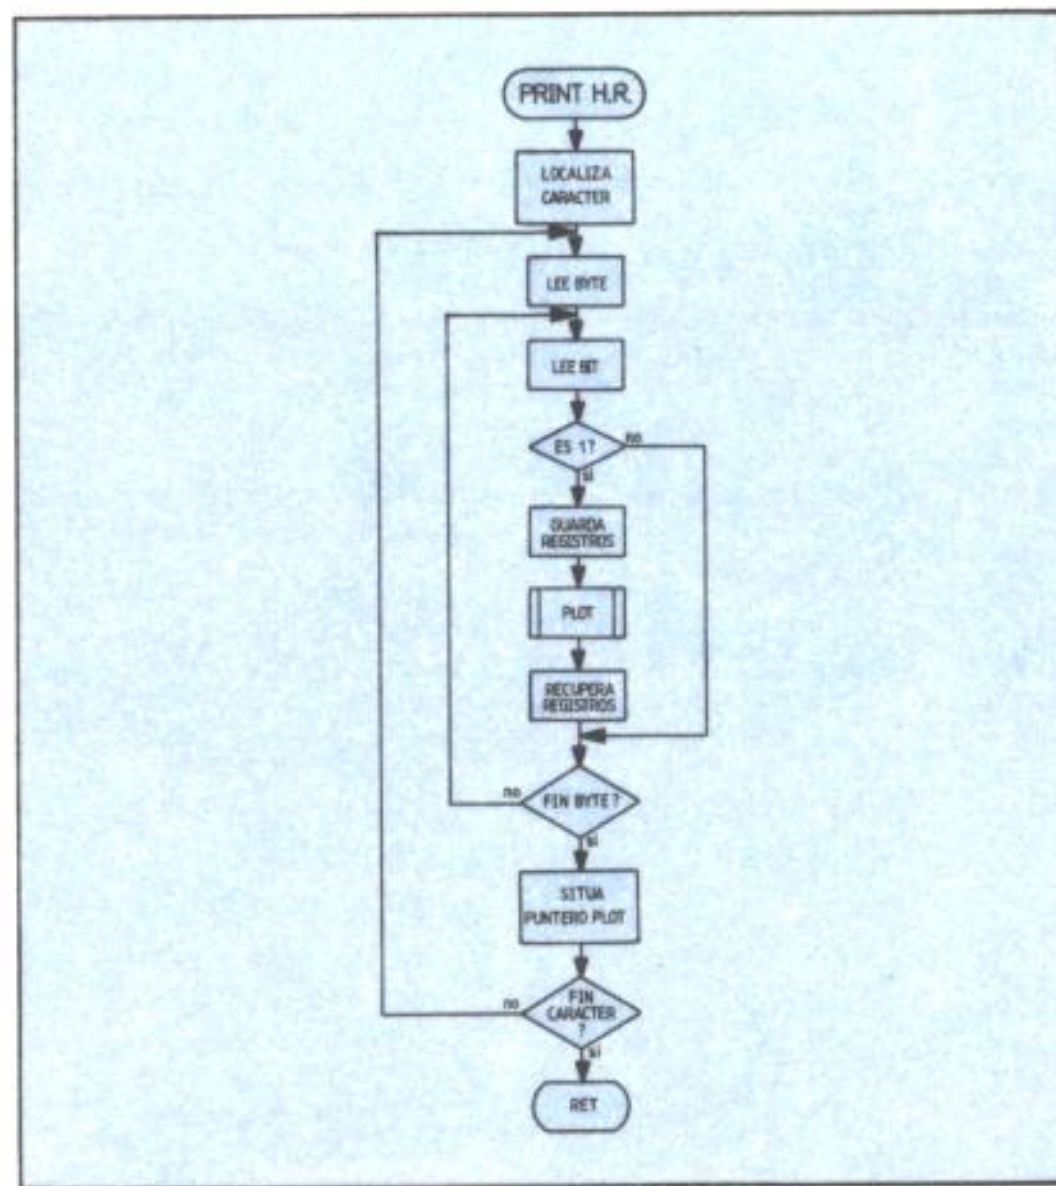 PRINT H.R.
LOCALIZA
CARACTER
LEE BYTE
LEE BIT
ES 1?
no
si
GUARDA
REGISTROS
PLOT
RECUPERA
REGISTROS
no
FIN BYTE ?
si
SITUA
PUNTERO PLOT
no
FIN
CARACTER
?
si
RET